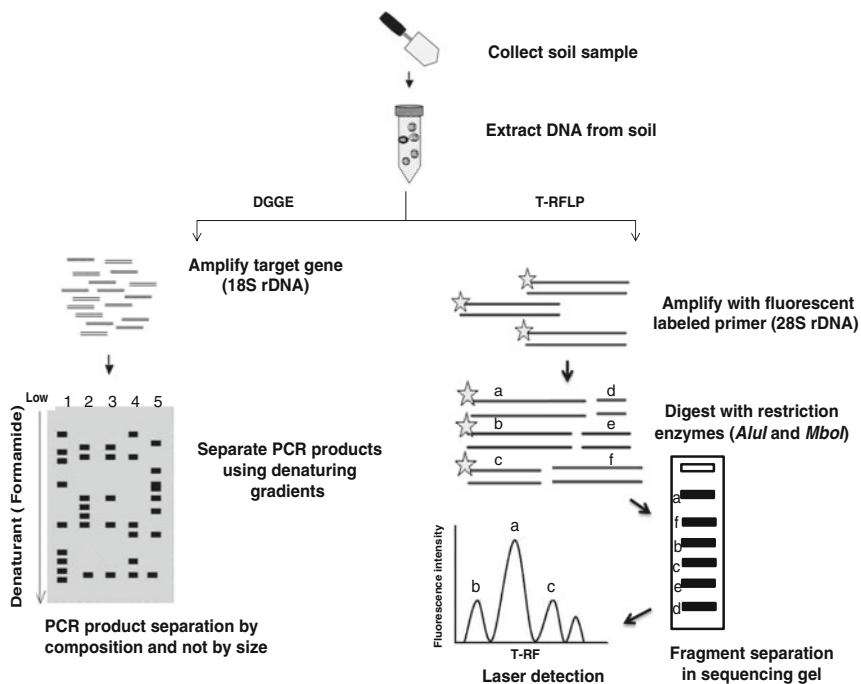 Collect soil sample
Extract DNA from soil
DGGE
T-RFLP
Amplify target gene
(18S rDNA)
Amplify with fluorescent
labeled primer (28S rDNA)
Low
1 2 3 4 5
Denaturant ( Formamide)
Separate PCR products
using denaturing
gradients
PCR product separation by
composition and not by size
a
d
b
e
c
f
Digest with restriction
enzymes (AluI and MboI)
a
f
b
c
e
d
Fragment separation
in sequencing gel
Fluorescence intensity
b
a
c
T-RF
Laser detection